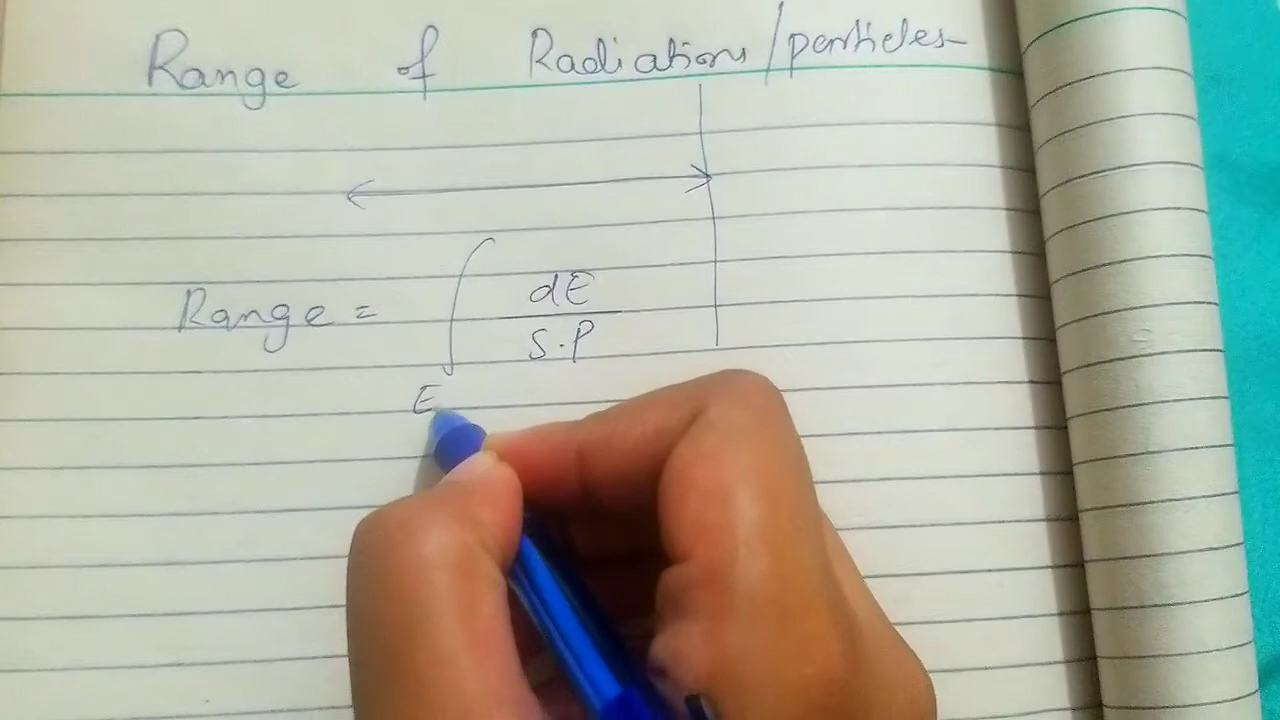 Range of Radiations/particles
Range = ∫ dE / S.P
E